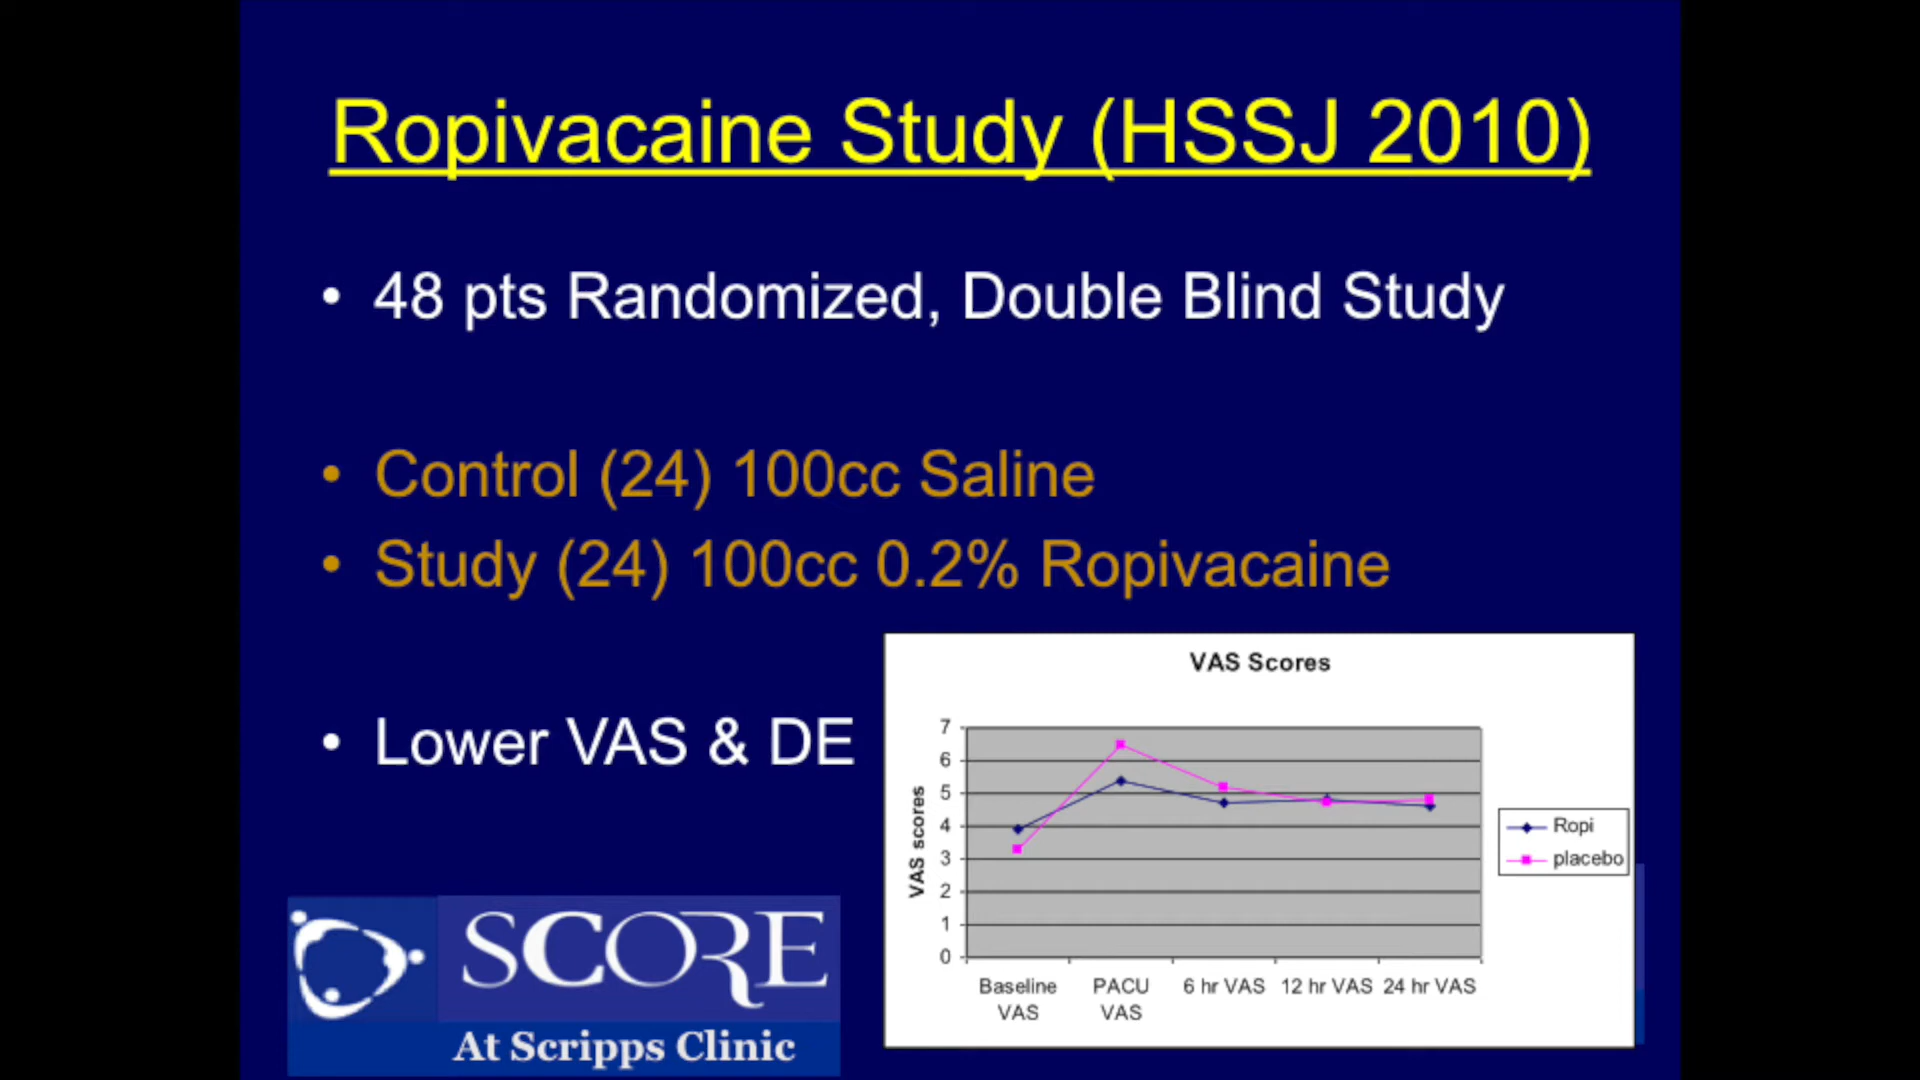 Ropivacaine Study (HSSJ 2010)
• 48 pts Randomized, Double Blind Study
• Control (24) 100cc Saline
• Study (24) 100cc 0.2% Ropivacaine
• Lower VAS & DE
VAS Scores
VAS scores
7
6
5
4
3
2
1
0
Baseline VAS
PACU VAS
6 hr VAS
12 hr VAS
24 hr VAS
Ropi
placebo
SCORE
At Scripps Clinic